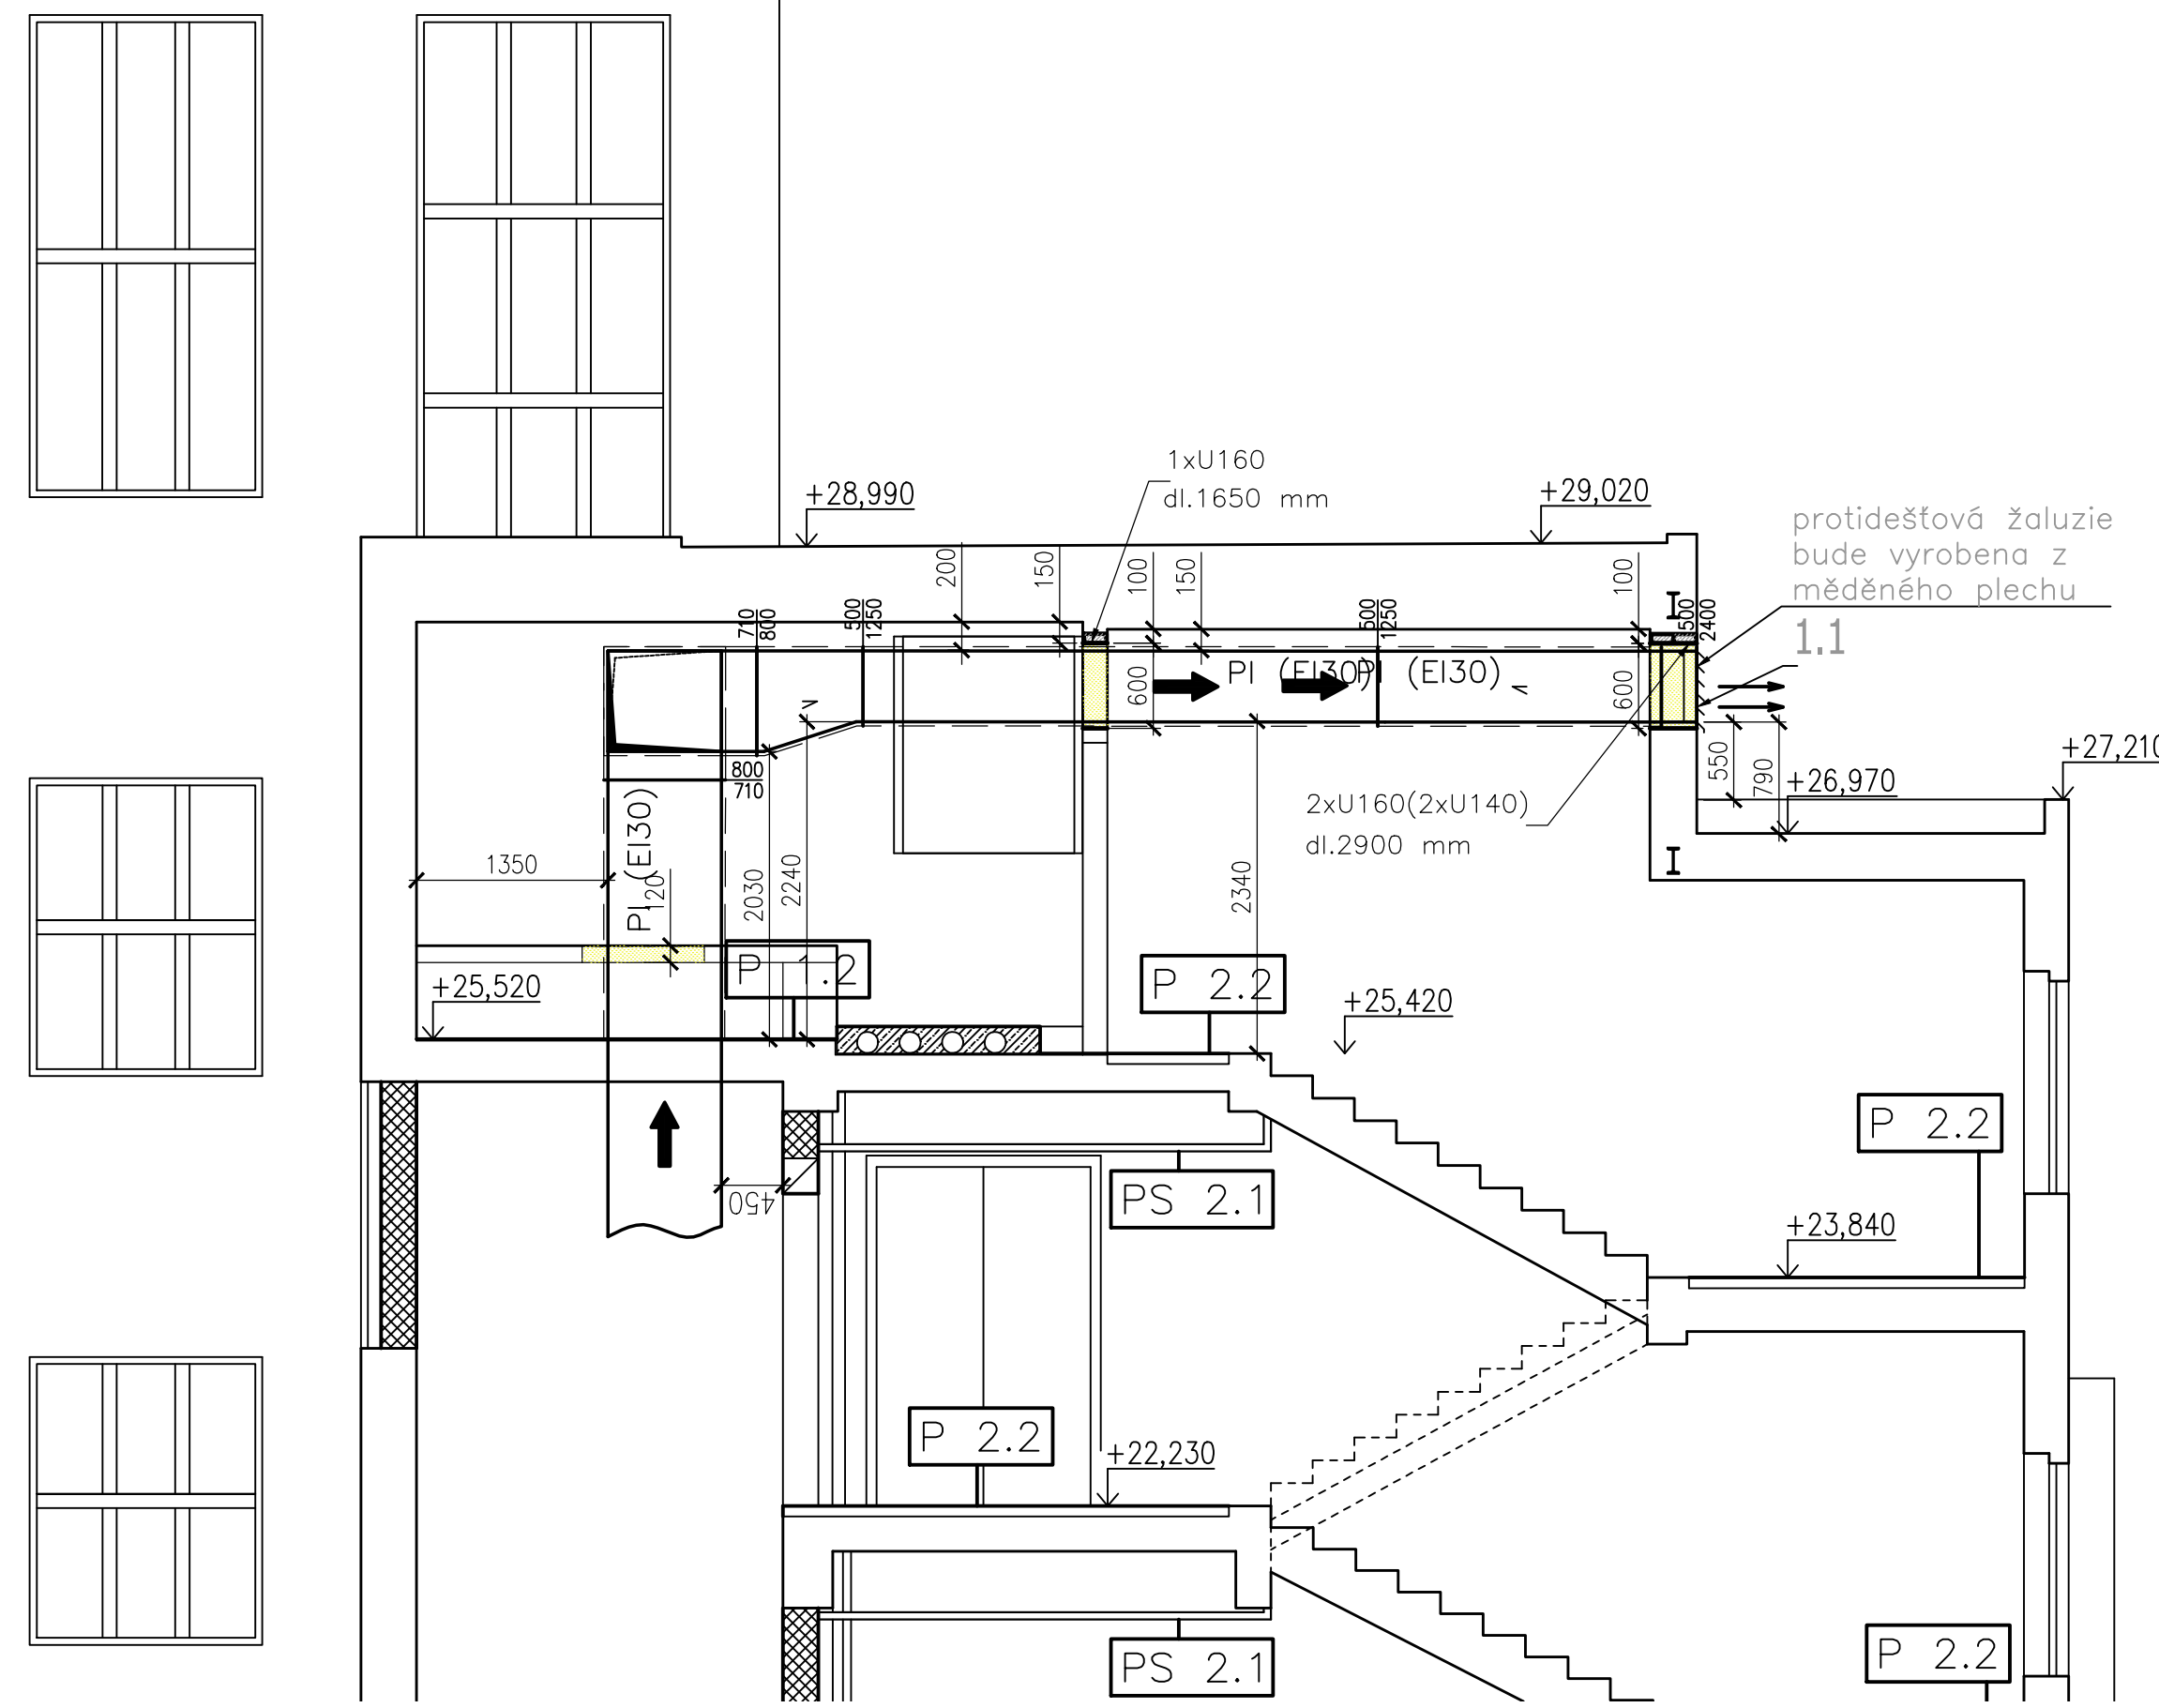 1xU160
dl.1650 mm
+28,990
+29,020
protidešťová žaluzie
bude vyrobena z
měděného plechu
1.1
200
150
100
150
100
710
800
500
1250
500
1250
500
2400
PI (EI30)
PI (EI30)
600
600
550
790
+27,210
+26,970
800
710
PI (EI30)
2xU160(2xU140)
dl.2900 mm
1350
120
2030
2240
2340
P 1.2
P 2.2
+25,520
+25,420
P 2.2
PS 2.1
450
+23,840
P 2.2
+22,230
PS 2.1
P 2.2